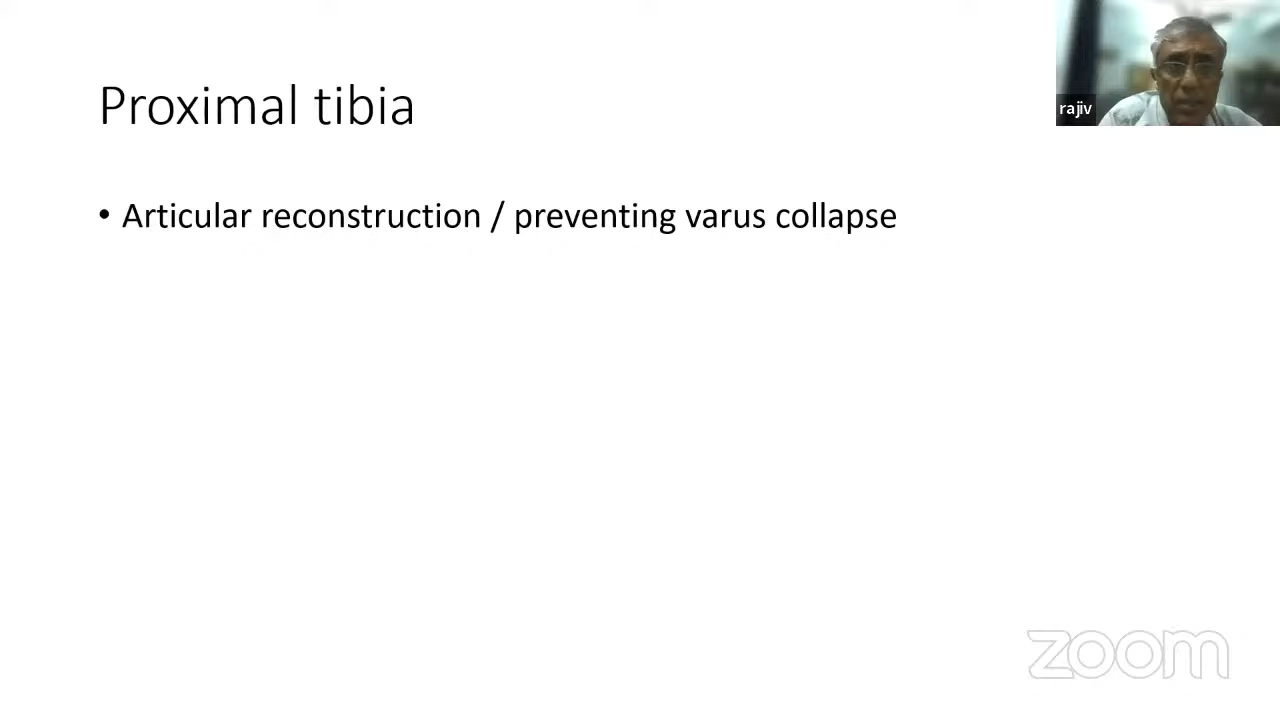 Proximal tibia
rajiv
• Articular reconstruction / preventing varus collapse
zoom